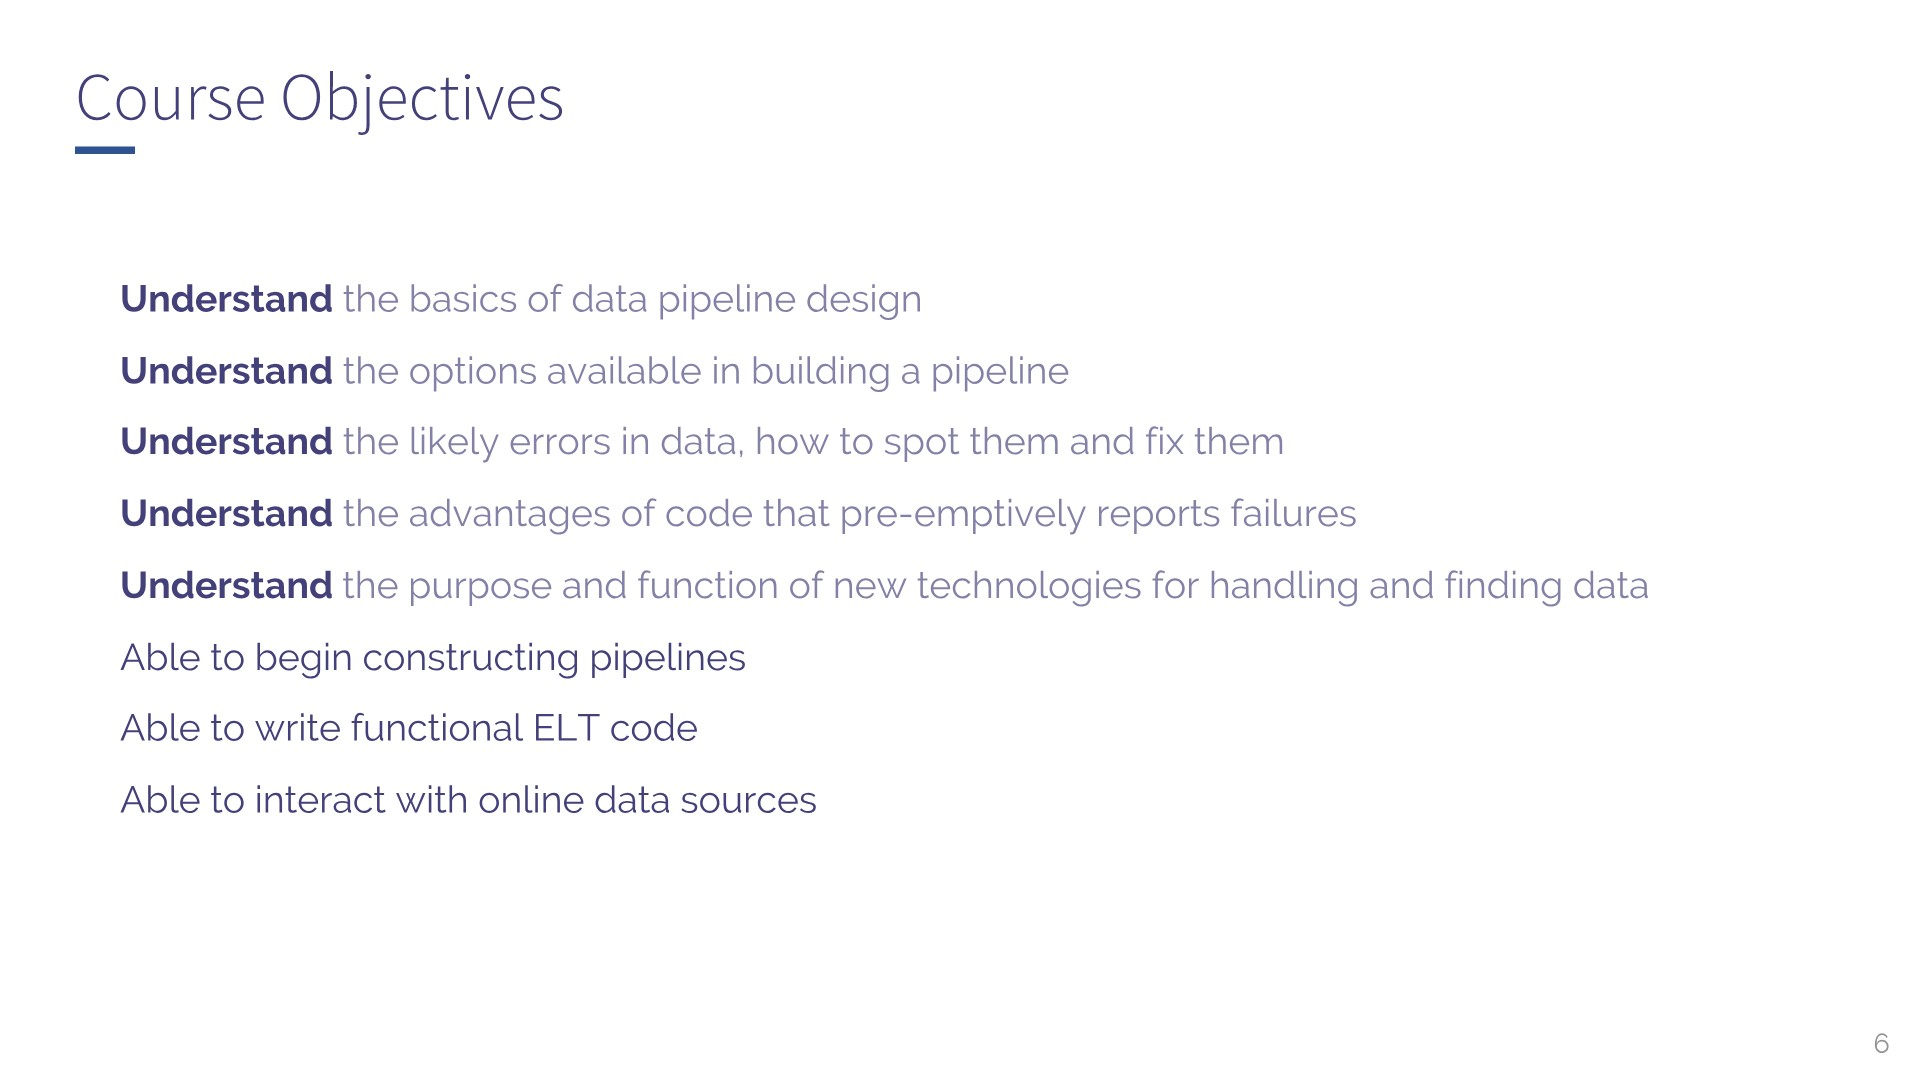 Course Objectives
Understand the basics of data pipeline design
Understand the options available in building a pipeline
Understand the likely errors in data, how to spot them and fix them
Understand the advantages of code that pre-emptively reports failures
Understand the purpose and function of new technologies for handling and finding data
Able to begin constructing pipelines
Able to write functional ELT code
Able to interact with online data sources
6